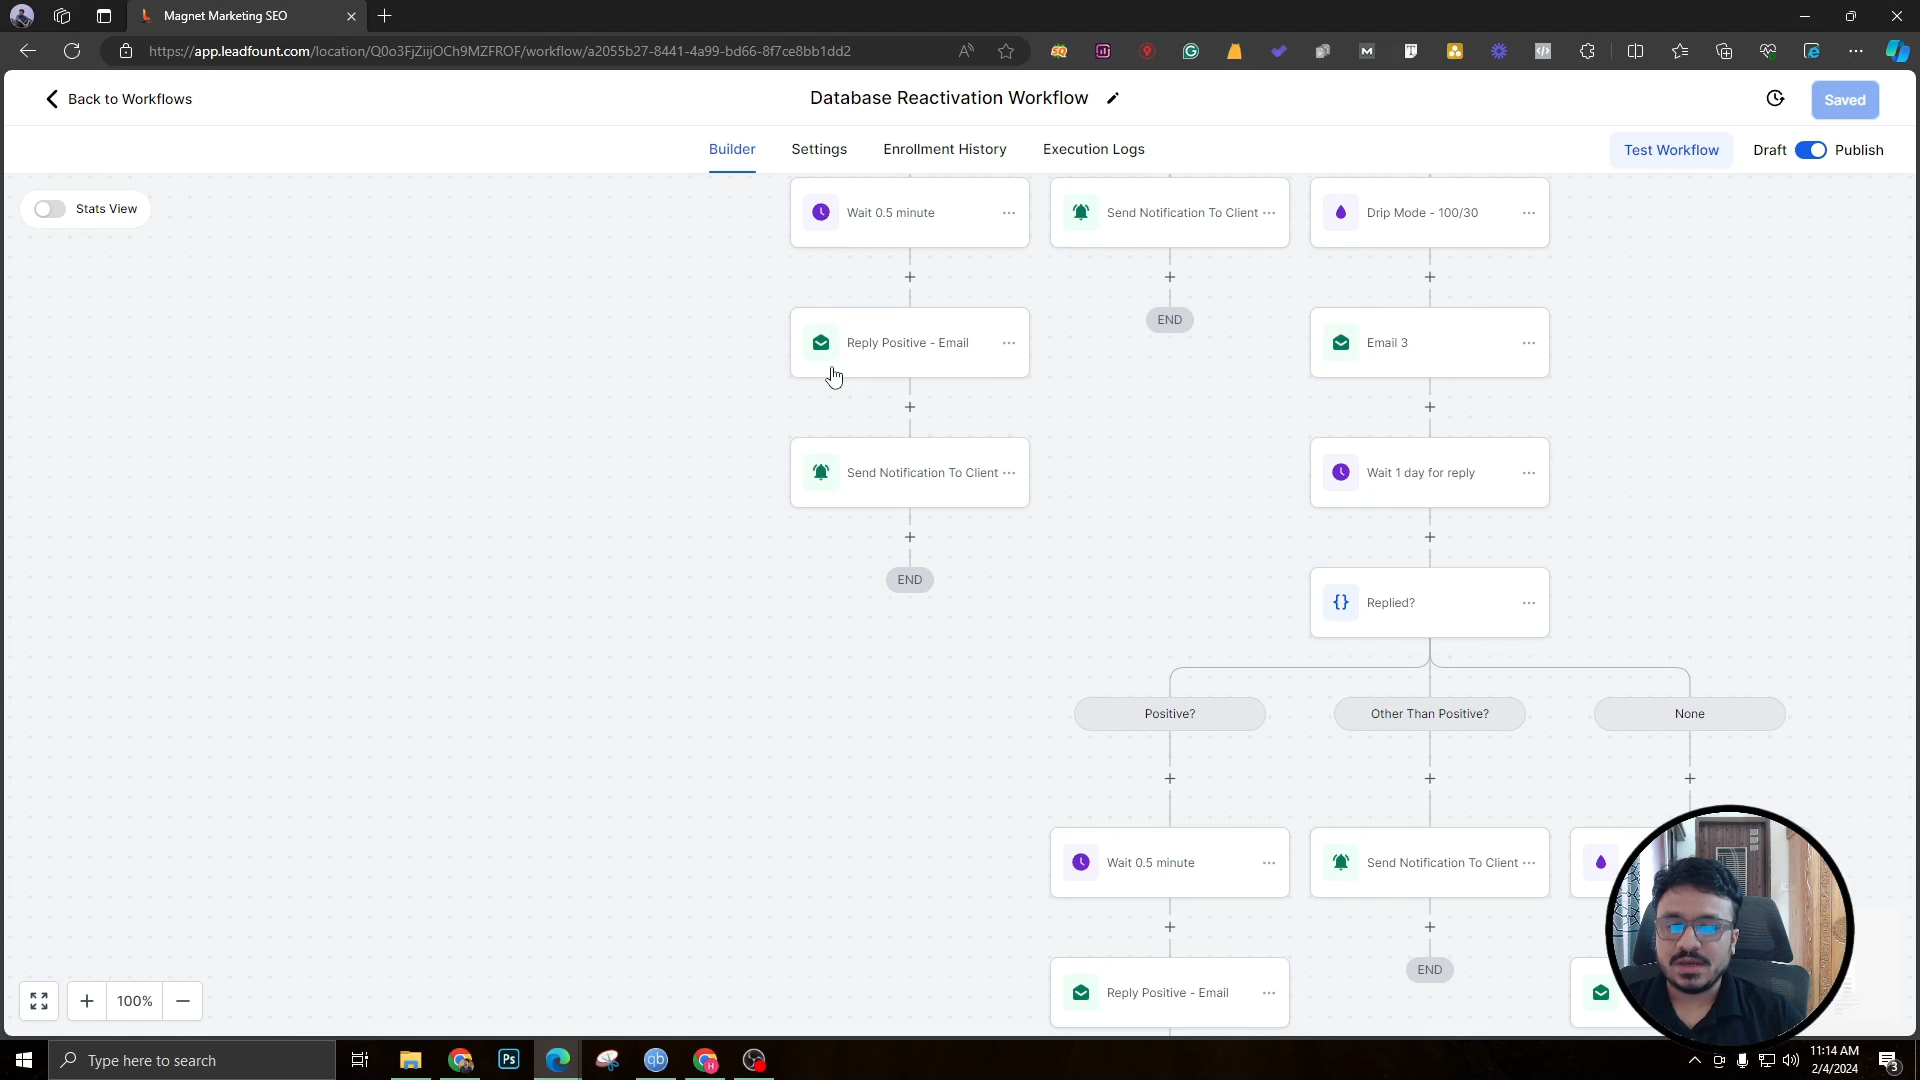 Magnet Marketing SEO
https://app.leadfount.com/location/Q0o3FjZiijOCh9MZFROF/workflow/a2055b27-8441-4a99-bd66-8f7ce8bb1dd2
Back to Workflows
Database Reactivation Workflow
Saved
Builder
Settings
Enrollment History
Execution Logs
Test Workflow
Draft
Publish
Stats View
Wait 0.5 minute
Send Notification To Client
Drip Mode - 100/30
END
Reply Positive - Email
Email 3
Send Notification To Client
Wait 1 day for reply
END
Replied?
Positive?
Other Than Positive?
None
Wait 0.5 minute
Send Notification To Client
END
Reply Positive - Email
100%
Type here to search
11:14 AM
2/4/2024
3